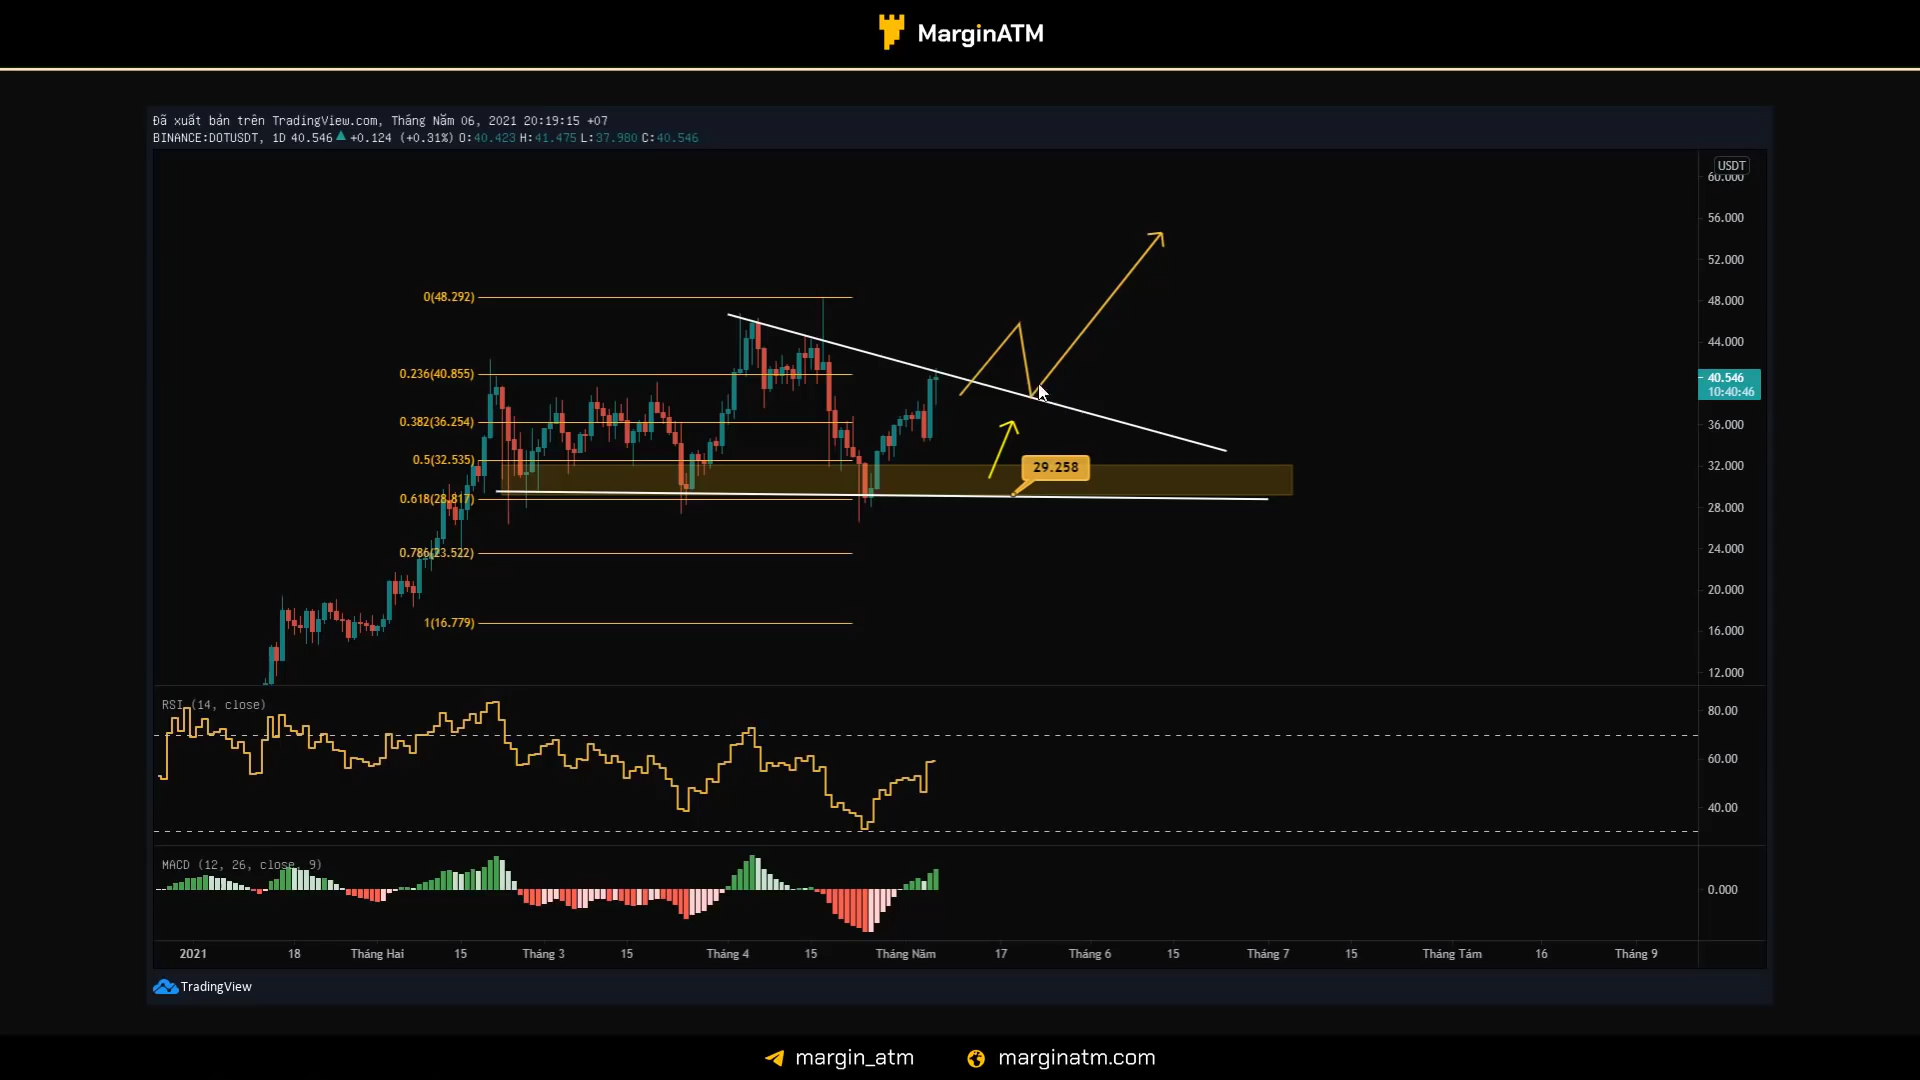 MarginATM
Đã xuất bản trên TradingView.com, Tháng Năm 06, 2021 20:19:15 +07
BINANCE:DOTUSDT, 1D 40.546 ▲ +0.124 (+0.31%) O:40.423 H:41.475 L:37.980 C:40.546
USDT
60.000
56.000
52.000
48.000
44.000
40.546
10:40:46
36.000
32.000
28.000
24.000
20.000
16.000
12.000
0(48.292)
0.236(40.855)
0.382(36.254)
0.5(32.535)
0.618(28.817)
0.786(23.522)
1(16.779)
29.258
RSI (14, close)
80.00
60.00
40.00
MACD (12, 26, close, 9)
0.000
2021 18 Tháng Hai 15 Tháng 3 15 Tháng 4 15 Tháng Năm 17 Tháng 6 15 Tháng 7 15 Tháng Tám 16 Tháng 9
TradingView
margin_atm marginatm.com